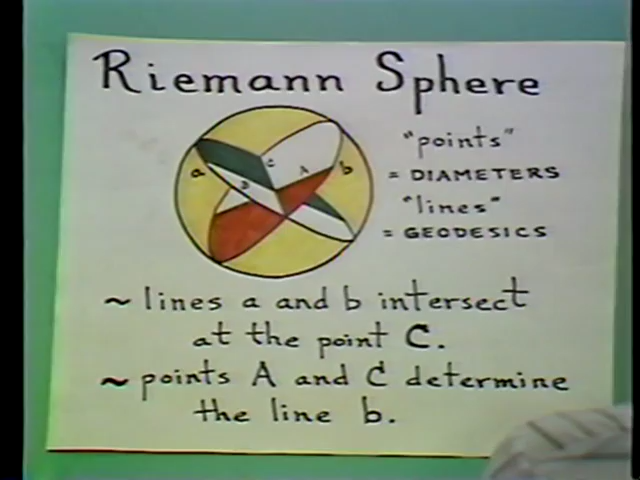 Riemann Sphere
"points"
= DIAMETERS
"lines"
= GEODESICS
a
C
A
b
B
~ lines a and b intersect
at the point C.
~ points A and C determine
the line b.